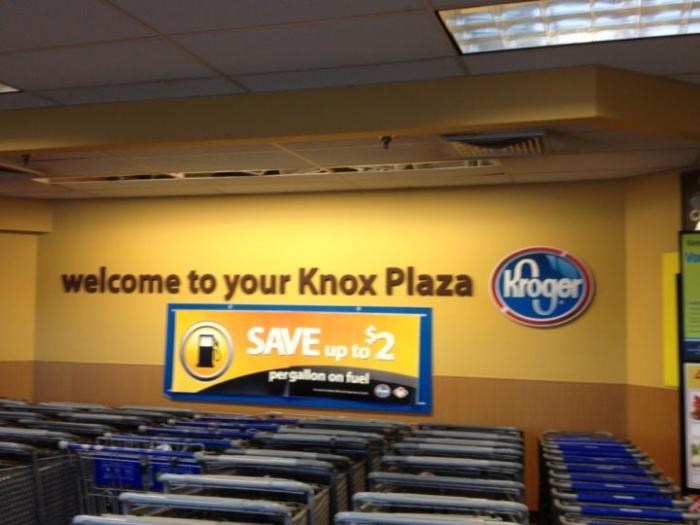 welcome to your Knox Plaza
Kroger
SAVE up to $2
per gallon on fuel